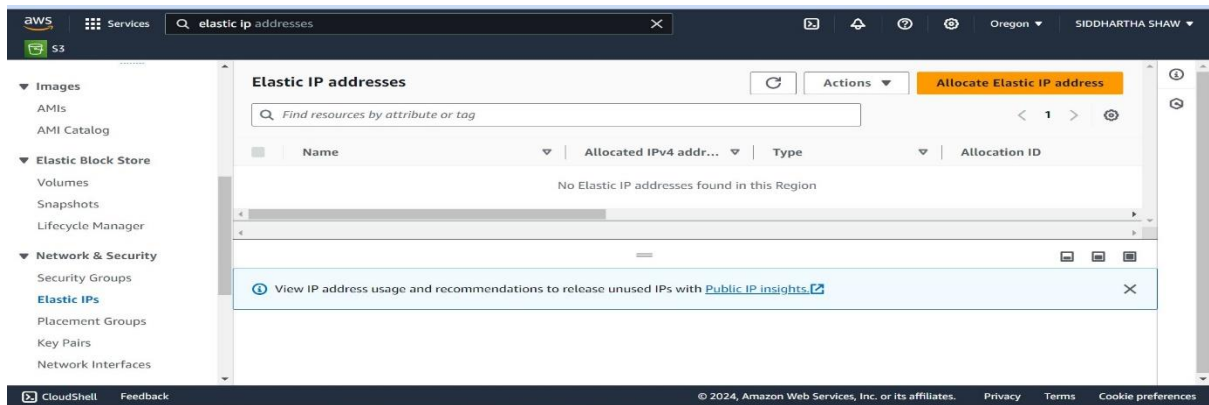 aws Services elastic ip addresses Oregon SIDDHARTHA SHAW
S3
Images
AMIs
AMI Catalog
Elastic Block Store
Volumes
Snapshots
Lifecycle Manager
Network & Security
Security Groups
Elastic IPs
Placement Groups
Key Pairs
Network Interfaces
Elastic IP addresses Actions Allocate Elastic IP address
Find resources by attribute or tag 1
Name Allocated IPv4 addr... Type Allocation ID
No Elastic IP addresses found in this Region
View IP address usage and recommendations to release unused IPs with Public IP insights.
CloudShell Feedback © 2024, Amazon Web Services, Inc. or its affiliates. Privacy Terms Cookie preferences